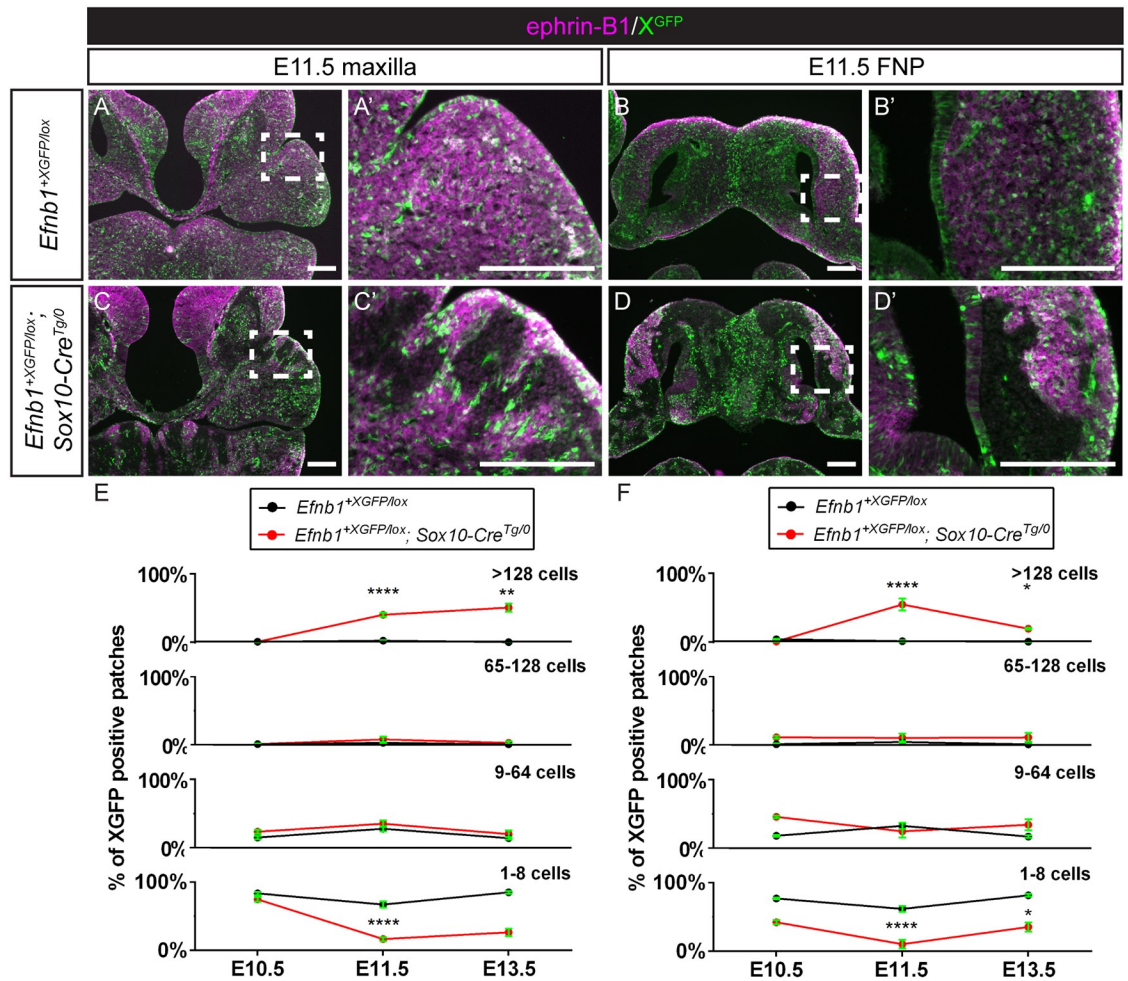 ephrin-B1/XGFP
E11.5 maxilla
E11.5 FNP
Efnb1+XGFP/lox
Efnb1+XGFP/lox;
Sox10-CreTg/0
A
A'
B
B'
C
C'
D
D'
E
Efnb1+XGFP/lox
Efnb1+XGFP/lox; Sox10-CreTg/0
% of XGFP positive patches
>128 cells
100%
0%
****
**
65-128 cells
100%
0%
9-64 cells
100%
0%
1-8 cells
100%
0%
****
E10.5
E11.5
E13.5
F
Efnb1+XGFP/lox
Efnb1+XGFP/lox; Sox10-CreTg/0
% of XGFP positive patches
>128 cells
100%
0%
****
*
65-128 cells
100%
0%
9-64 cells
100%
0%
1-8 cells
100%
0%
****
*
E10.5
E11.5
E13.5